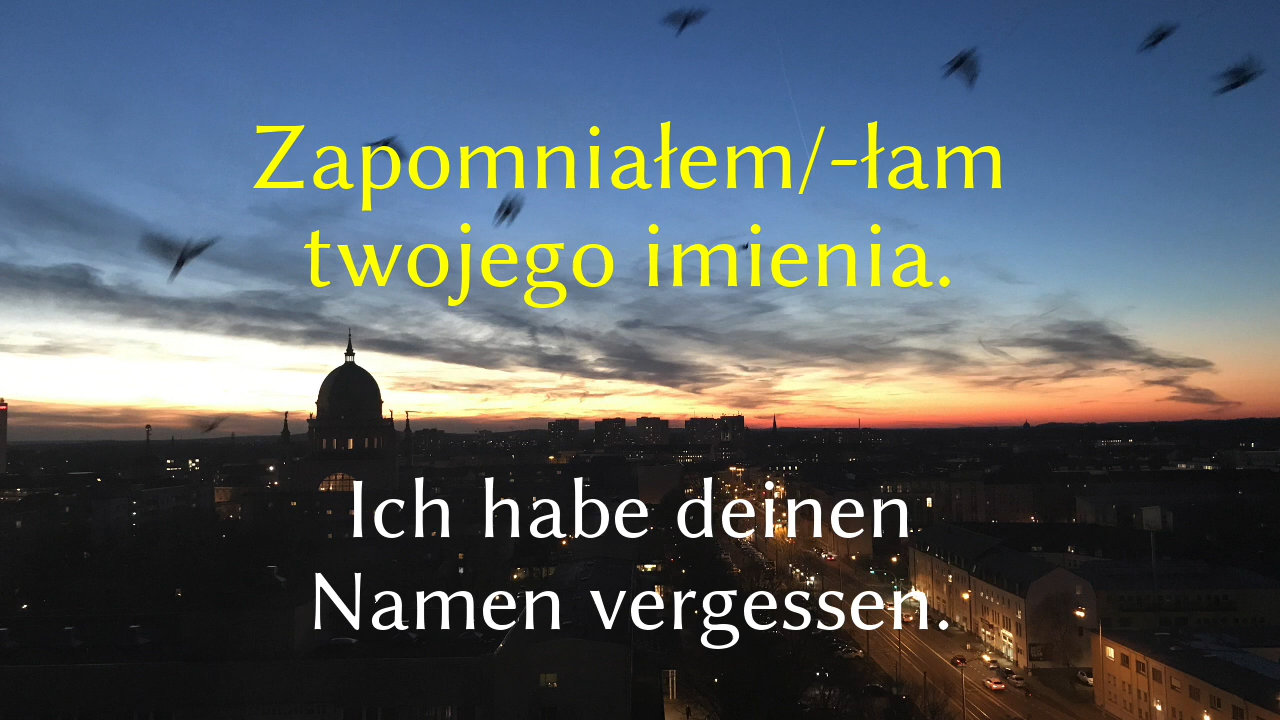 Zapomniałem/-łam
twojego imienia.
Ich habe deinen
Namen vergessen.